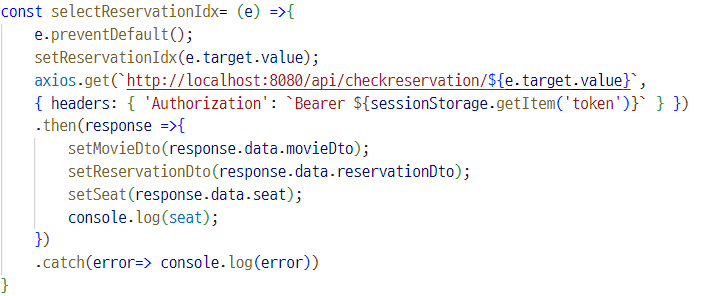 const selectReservationIdx= (e) =>{
    e.preventDefault();
    setReservationIdx(e.target.value);
    axios.get(`http://localhost:8080/api/checkreservation/${e.target.value}`,
    { headers: { 'Authorization': `Bearer ${sessionStorage.getItem('token')}` } })
    .then(response =>{
        setMovieDto(response.data.movieDto);
        setReservationDto(response.data.reservationDto);
        setSeat(response.data.seat);
        console.log(seat);
    })
    .catch(error=> console.log(error))
}